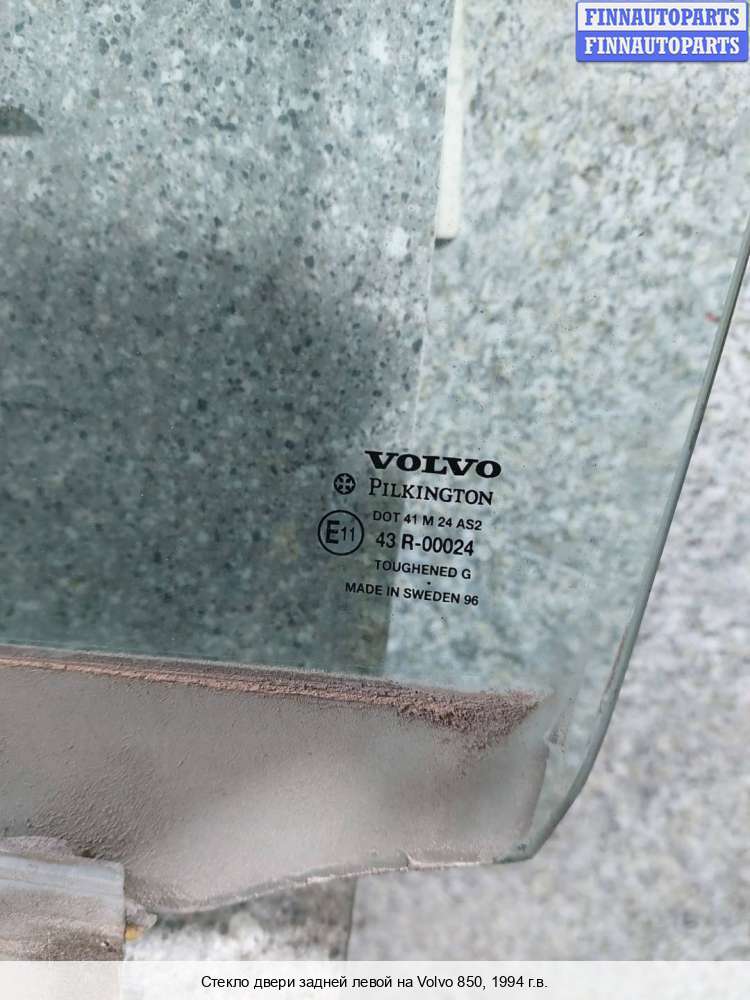 FINNAUTOPARTS
FINNAUTOPARTS
VOLVO
PILKINGTON
DOT 41 M 24 AS2
E11 43 R-00024
TOUGHENED G
MADE IN SWEDEN 96
Стекло двери задней левой на Volvo 850, 1994 г.в.